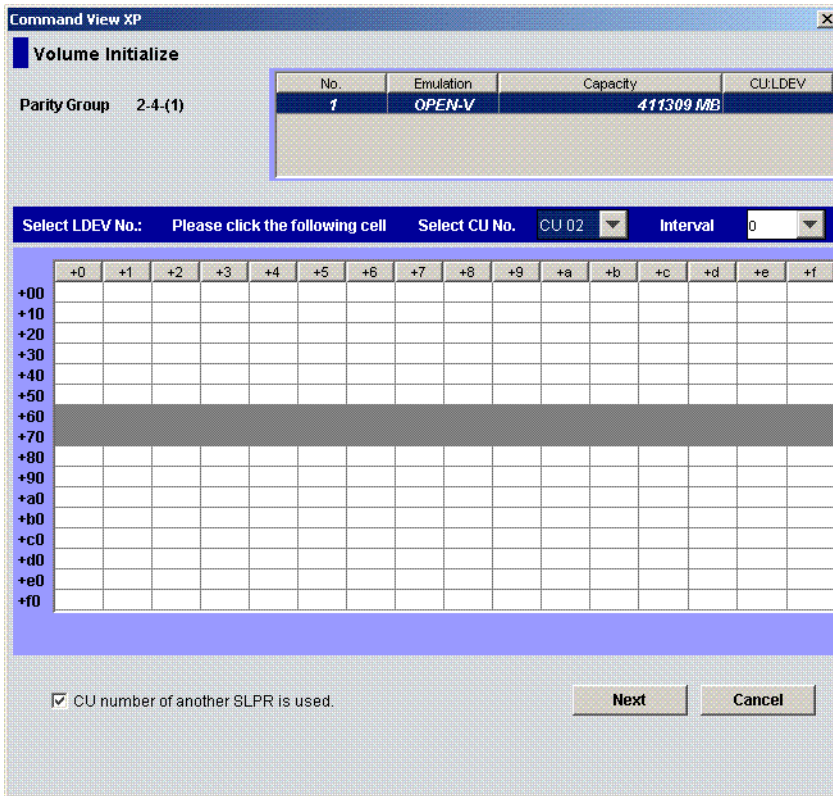 Command View XP
Volume Initialize
Parity Group 2-4-(1)
No. Emulation Capacity CU:LDEV
1 OPEN-V 411309 MB
Select LDEV No.: Please click the following cell Select CU No. CU 02 Interval 0
+0 +1 +2 +3 +4 +5 +6 +7 +8 +9 +a +b +c +d +e +f
+00
+10
+20
+30
+40
+50
+60
+70
+80
+90
+a0
+b0
+c0
+d0
+e0
+f0
CU number of another SLPR is used. Next Cancel